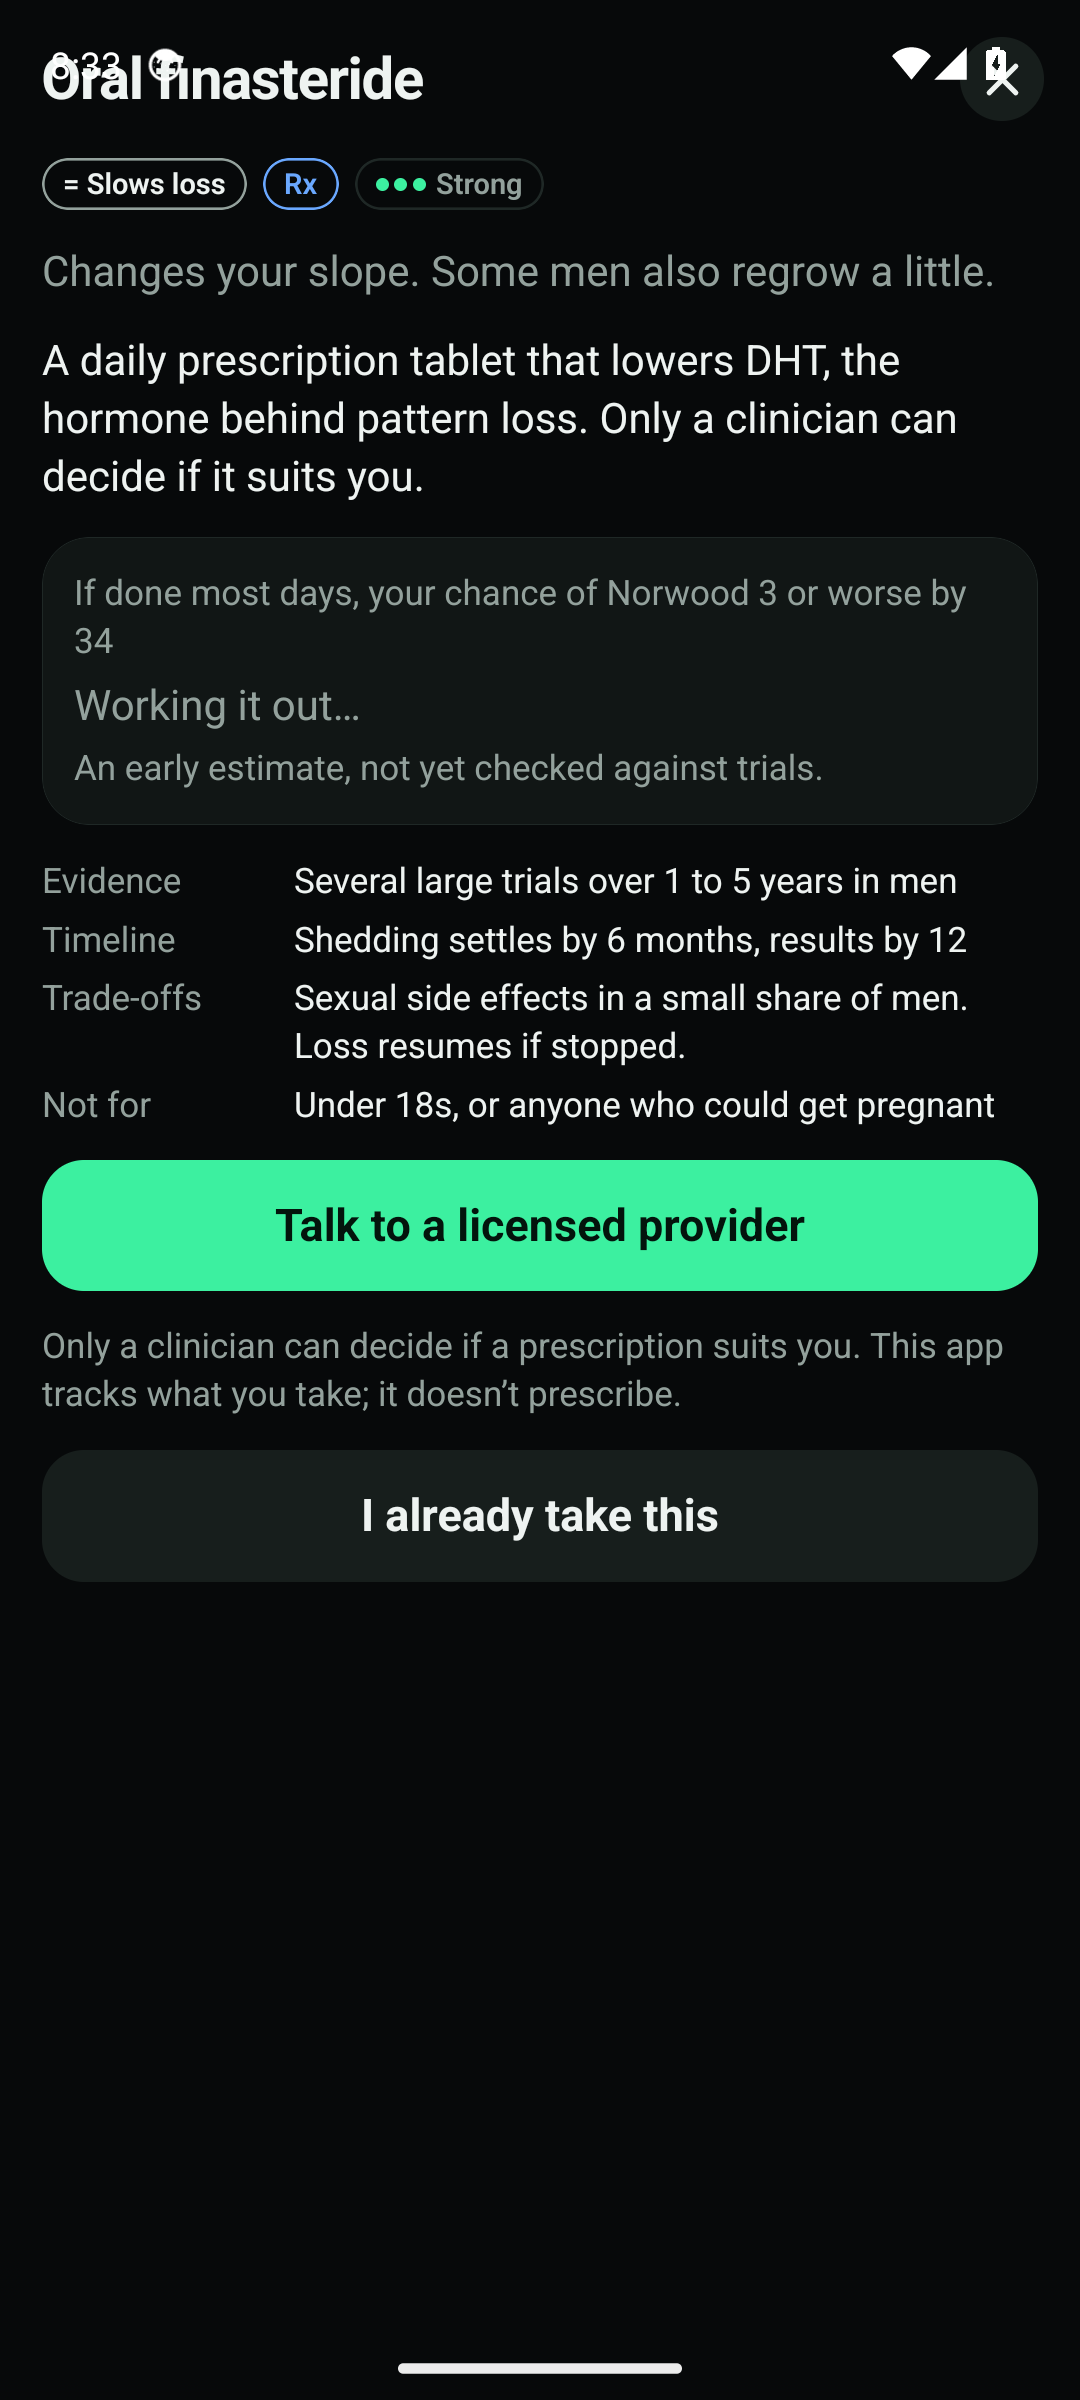 8:33
Oral finasteride
= Slows loss
Rx
Strong
Changes your slope. Some men also regrow a little.
A daily prescription tablet that lowers DHT, the
hormone behind pattern loss. Only a clinician can
decide if it suits you.
If done most days, your chance of Norwood 3 or worse by
34
Working it out…
An early estimate, not yet checked against trials.
Evidence Several large trials over 1 to 5 years in men
Timeline Shedding settles by 6 months, results by 12
Trade-offs Sexual side effects in a small share of men.
Loss resumes if stopped.
Not for Under 18s, or anyone who could get pregnant
Talk to a licensed provider
Only a clinician can decide if a prescription suits you. This app
tracks what you take; it doesn’t prescribe.
I already take this